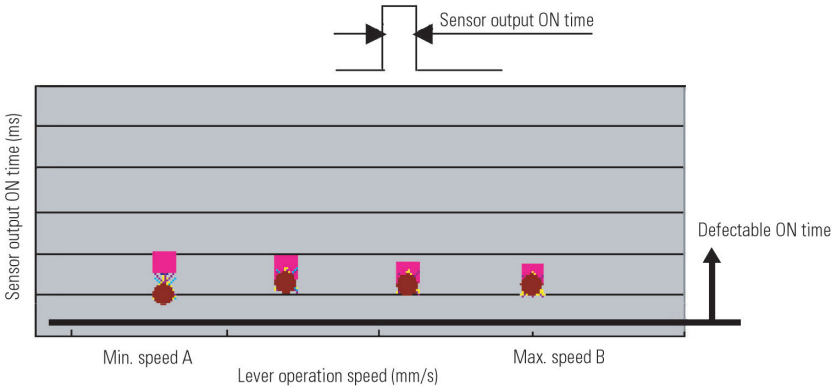 Sensor output ON time
Sensor output ON time (ms)
Defectable ON time
Min. speed A
Max. speed B
Lever operation speed (mm/s)